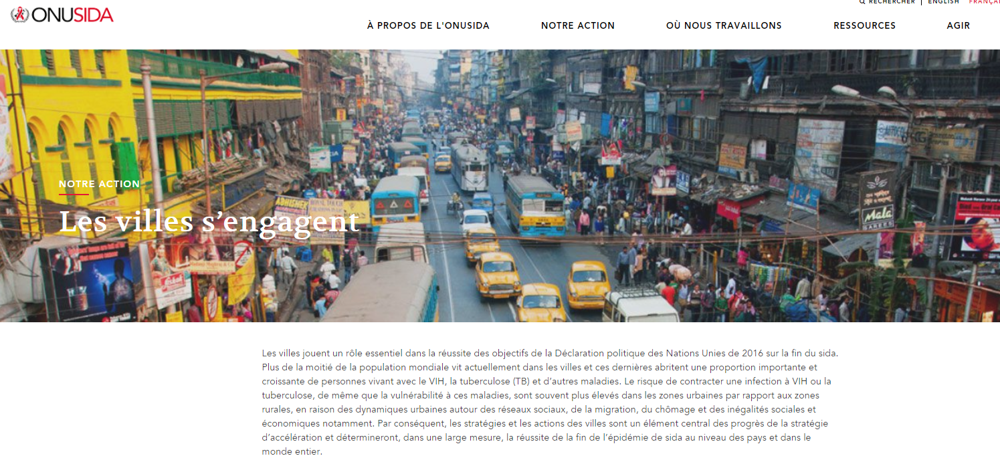 RECHERCHER | ENGLISH
ONUSIDA
À PROPOS DE L'ONUSIDA
NOTRE ACTION
OÙ NOUS TRAVAILLONS
RESSOURCES
AGIR
NOTRE ACTION
Les villes s’engagent
ABHISHEK
ROYAL TOUCH
Mala
SAREES
Les villes jouent un rôle essentiel dans la réussite des objectifs de la Déclaration politique des Nations Unies de 2016 sur la fin du sida.
Plus de la moitié de la population mondiale vit actuellement dans les villes et ces dernières abritent une proportion importante et
croissante de personnes vivant avec le VIH, la tuberculose (TB) et d’autres maladies. Le risque de contracter une infection à VIH ou la
tuberculose, de même que la vulnérabilité à ces maladies, sont souvent plus élevés dans les zones urbaines par rapport aux zones
rurales, en raison des dynamiques urbaines autour des réseaux sociaux, de la migration, du chômage et des inégalités sociales et
économiques notamment. Par conséquent, les stratégies et les actions des villes sont un élément central des progrès de la stratégie
d’accélération et détermineront, dans une large mesure, la réussite de la fin de l’épidémie de sida au niveau des pays et dans le
monde entier.